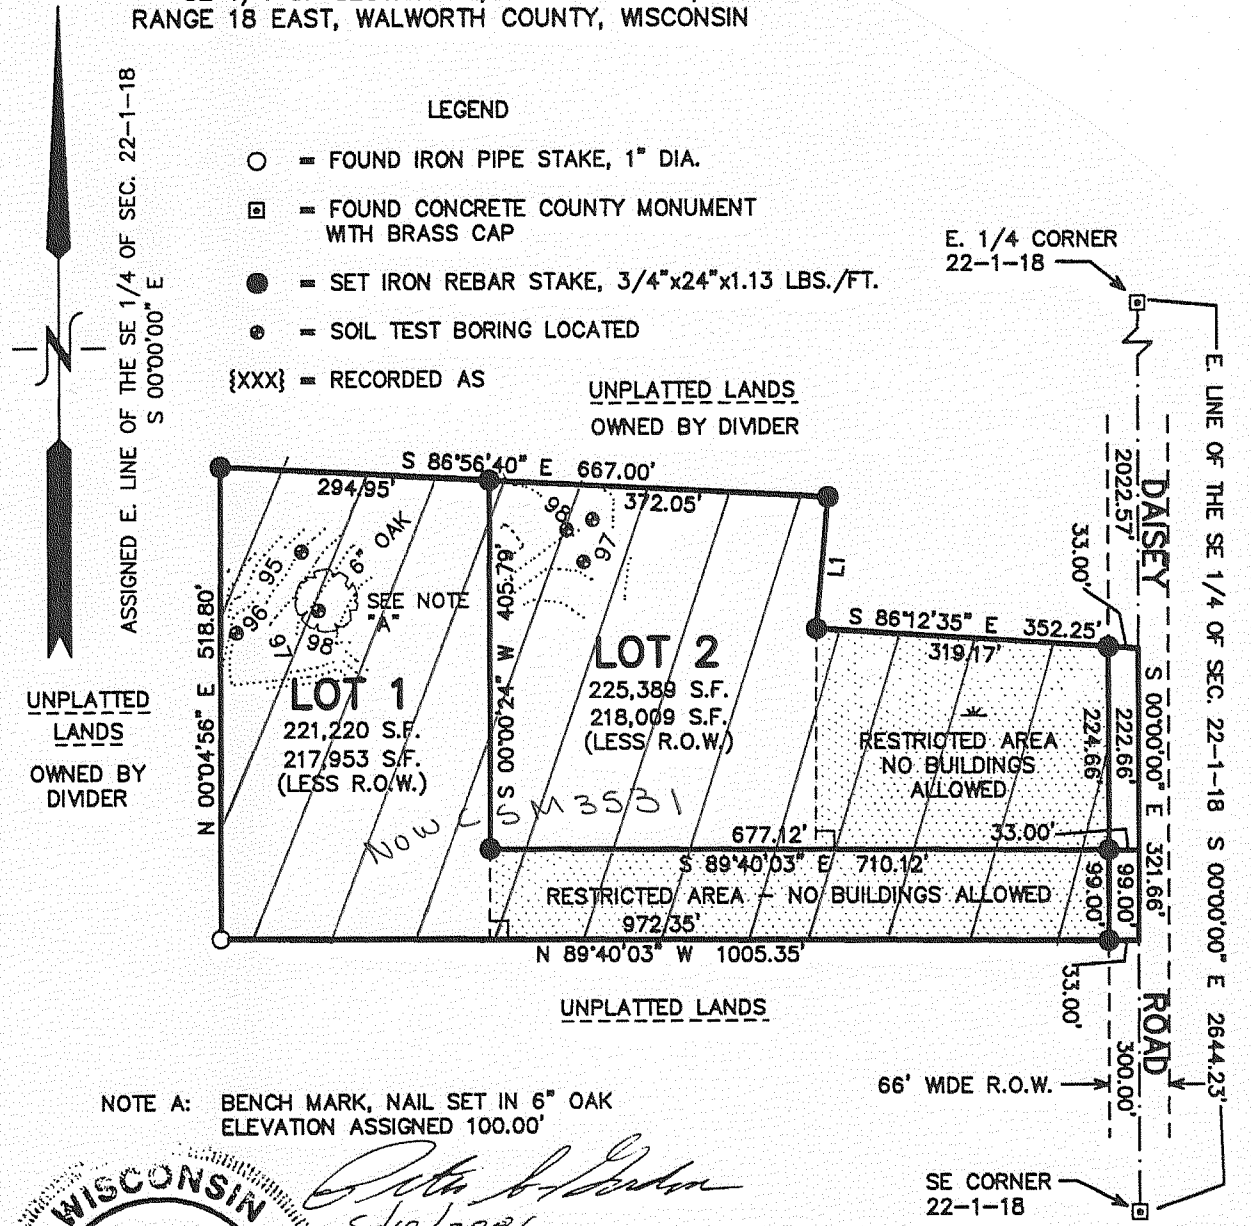 RANGE 18 EAST, WALWORTH COUNTY, WISCONSIN
LEGEND
= FOUND IRON PIPE STAKE, 1" DIA.
= FOUND CONCRETE COUNTY MONUMENT
WITH BRASS CAP
= SET IRON REBAR STAKE, 3/4"x24"x1.13 LBS./FT.
= SOIL TEST BORING LOCATED
{XXX} = RECORDED AS
ASSIGNED E. LINE OF THE SE 1/4 OF SEC. 22-1-18
S 00°00'00" E
N
E. 1/4 CORNER
22-1-18
UNPLATTED LANDS
OWNED BY DIVIDER
S 86°56'40" E 667.00'
294.95'
372.05'
N 00°04'56" E 518.80'
95
96
97
98
6" OAK
SEE NOTE
"A"
98
97
S 00°00'24" W 405.79'
L1
LOT 1
221,220 S.F.
217,953 S.F.
(LESS R.O.W.)
LOT 2
225,389 S.F.
218,009 S.F.
(LESS R.O.W.)
NOW CSM 3531
UNPLATTED
LANDS
OWNED BY
DIVIDER
S 86°12'35" E 352.25'
319.17'
RESTRICTED AREA
NO BUILDINGS
ALLOWED
677.12'
33.00'
S 89°40'03" E 710.12'
RESTRICTED AREA - NO BUILDINGS ALLOWED
972.35'
N 89°40'03" W 1005.35'
UNPLATTED LANDS
2022.57'
33.00'
DAISEY
ROAD
224.66'
222.66'
S 00°00'00" E 321.66'
99.00'
99.00'
33.00'
300.00'
E. LINE OF THE SE 1/4 OF SEC. 22-1-18 S 00°00'00" E 2644.23'
66' WIDE R.O.W.
SE CORNER
22-1-18
NOTE A: BENCH MARK, NAIL SET IN 6" OAK
ELEVATION ASSIGNED 100.00'
WISCONSIN